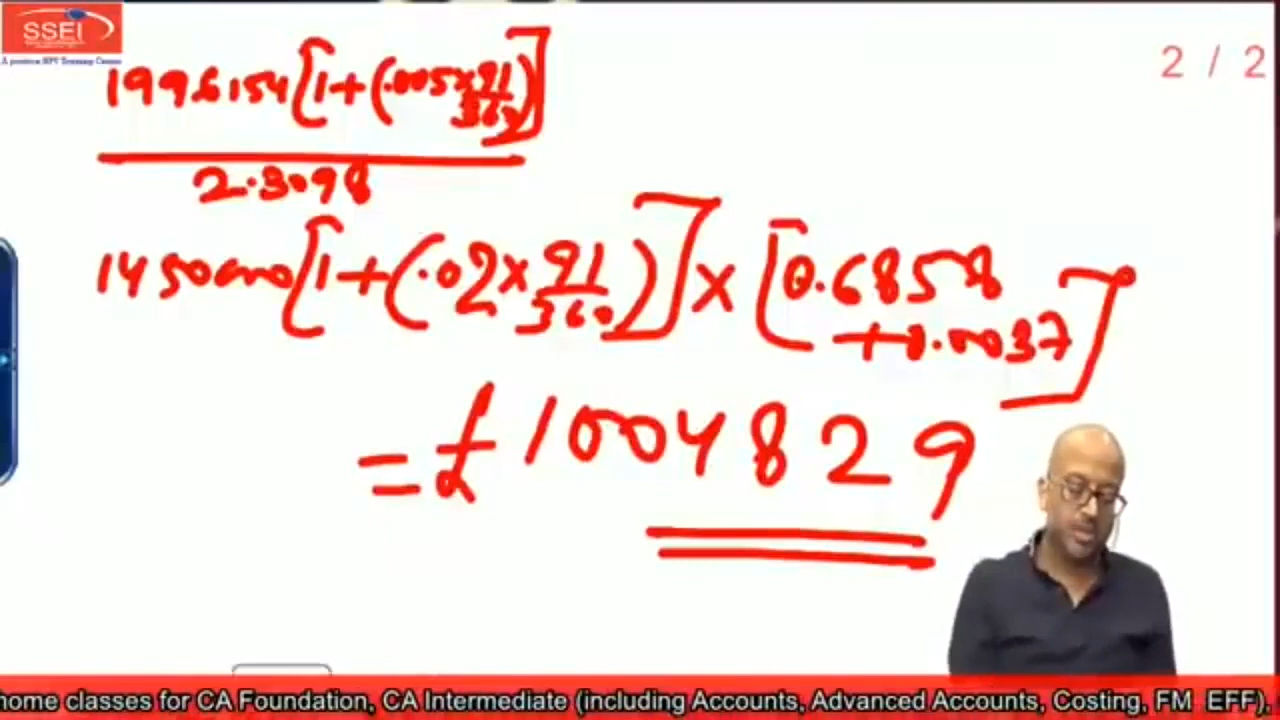 SSEI
2 / 2
1996154[1+(.005×91/360)]
2.3098
1450000[1+(.02×91/360)]×[0.6858
+0.0037]
=£1004829
home classes for CA Foundation, CA Intermediate (including Accounts, Advanced Accounts, Costing, FM EFF),